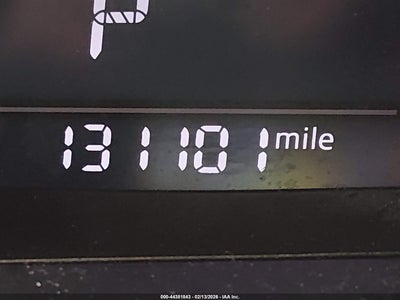 P
131101 mile
000-44381843 - 02/13/2026 - IAA Inc.